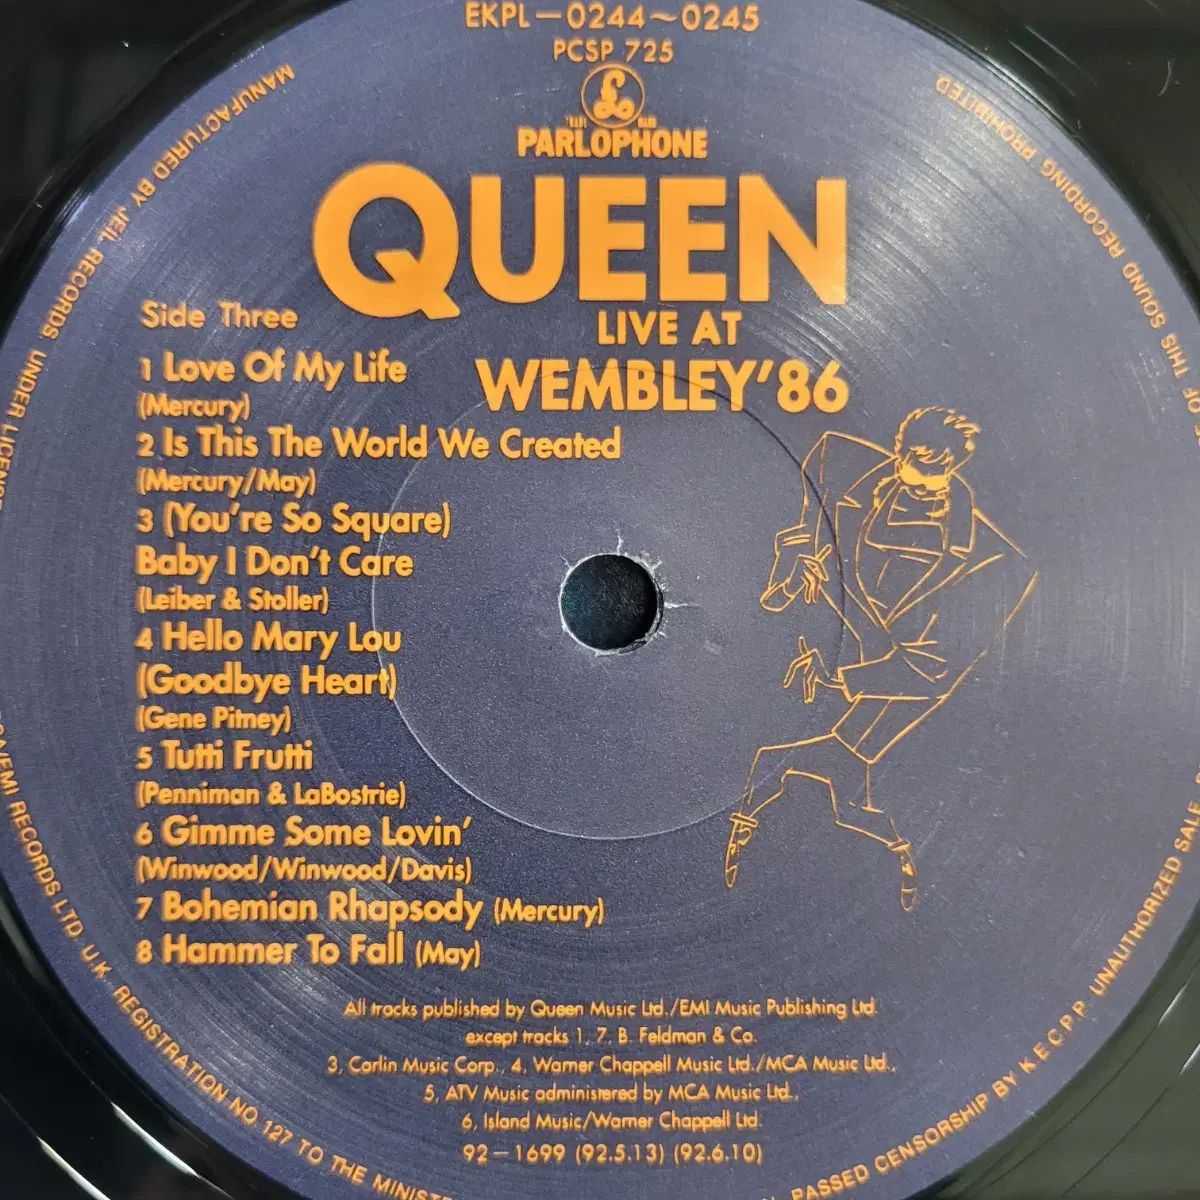 EKPL－0244～0245
PCSP 725
£
PARLOPHONE
QUEEN
LIVE AT
WEMBLEY'86
Side Three
1 Love Of My Life
(Mercury)
2 Is This The World We Created
(Mercury/May)
3 (You're So Square)
Baby I Don't Care
(Leiber & Stoller)
4 Hello Mary Lou
(Goodbye Heart)
(Gene Pitney)
5 Tutti Frutti
(Penniman & LaBostrie)
6 Gimme Some Lovin'
(Winwood/Winwood/Davis)
7 Bohemian Rhapsody (Mercury)
8 Hammer To Fall (May)
All tracks published by Queen Music Ltd./EMI Music Publishing Ltd.
except tracks 1, 7, B. Feldman & Co.
3, Carlin Music Corp., 4, Warner Chappell Music Ltd./MCA Music Ltd.,
5, ATV Music administered by MCA Music Ltd.,
6, Island Music/Warner Chappell Ltd.
92－1699 (92.5.13) (92.6.10)
MANUFACTURED BY JEIL RECORDS, UNDER LICENSE
/EMI RECORDS LTD. U.K. REGISTRATION NO. 127 TO THE
PASSED CENSORSHIP BY K.E.C.P.P. UNAUTHORIZED SALE
OF THIS SOUND RECORDING PROHIBITED